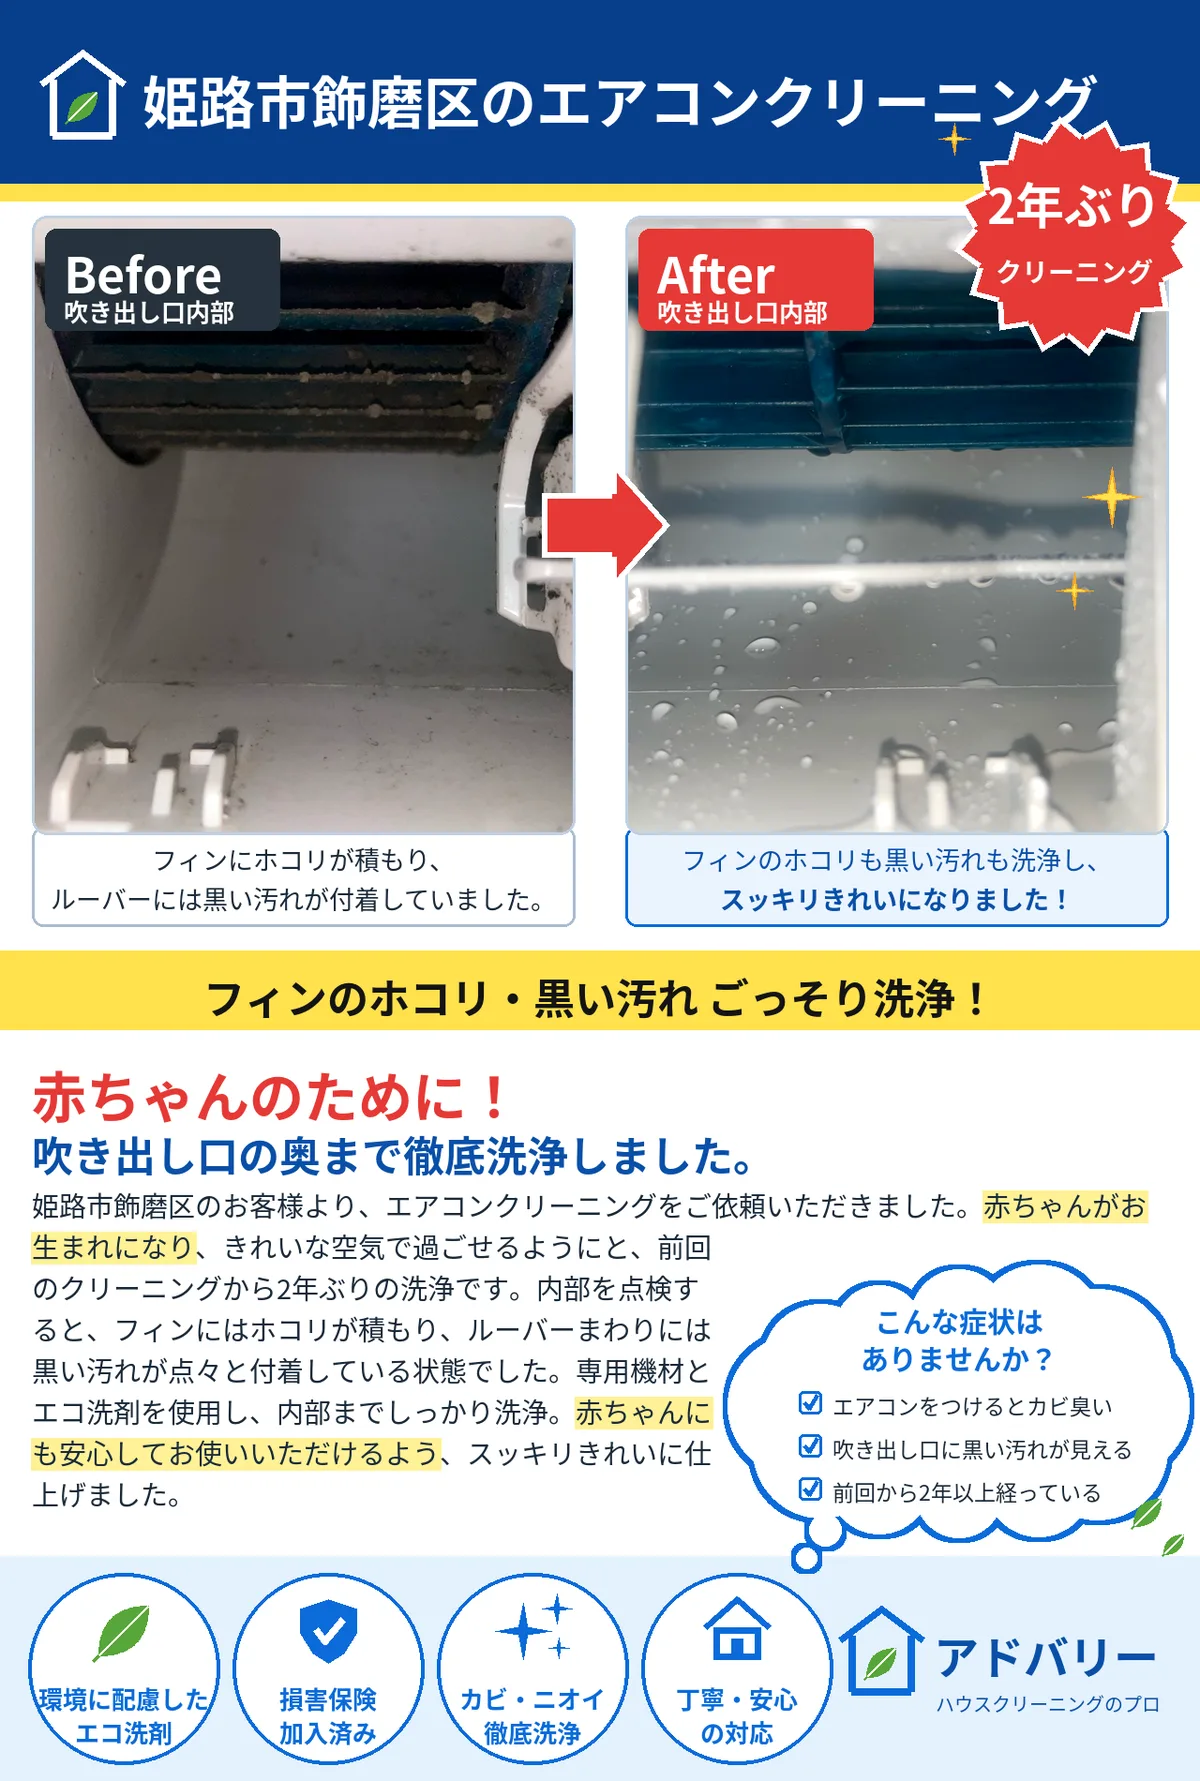 姫路市飾磨区のエアコンクリーニング
2年ぶり
クリーニング
Before
吹き出し口内部
After
吹き出し口内部
フィンにホコリが積もり、
ルーバーには黒い汚れが付着していました。
フィンのホコリも黒い汚れも洗浄し、
スッキリきれいになりました！
フィンのホコリ・黒い汚れ ごっそり洗浄！
赤ちゃんのために！
吹き出し口の奥まで徹底洗浄しました。
姫路市飾磨区のお客様より、エアコンクリーニングをご依頼いただきました。赤ちゃんがお
生まれになり、きれいな空気で過ごせるようにと、前回
のクリーニングから2年ぶりの洗浄です。内部を点検す
ると、フィンにはホコリが積もり、ルーバーまわりには
黒い汚れが点々と付着している状態でした。専用機材と
エコ洗剤を使用し、内部までしっかり洗浄。赤ちゃんに
も安心してお使いいただけるよう、スッキリきれいに仕
上げました。
こんな症状は
ありませんか？
エアコンをつけるとカビ臭い
吹き出し口に黒い汚れが見える
前回から2年以上経っている
環境に配慮した
エコ洗剤
損害保険
加入済み
カビ・ニオイ
徹底洗浄
丁寧・安心
の対応
アドバリー
ハウスクリーニングのプロ